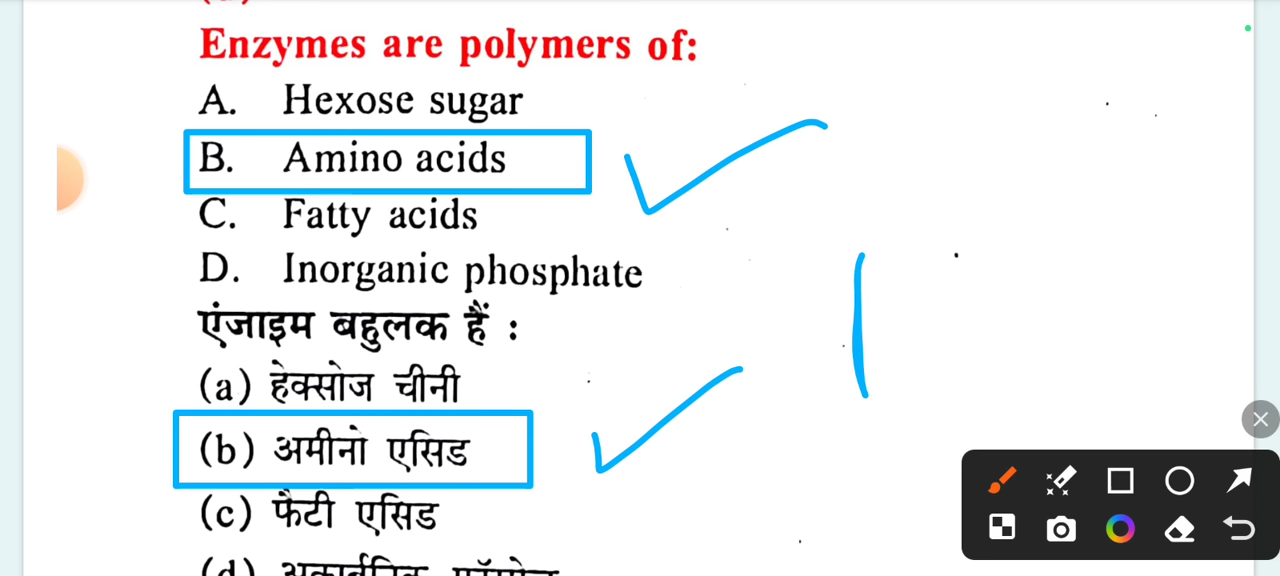 Enzymes are polymers of:
A. Hexose sugar
B. Amino acids
C. Fatty acids
D. Inorganic phosphate
एंजाइम बहुलक हैं :
(a) हेक्सोज चीनी
(b) अमीनो एसिड
(c) फैटी एसिड
(d)